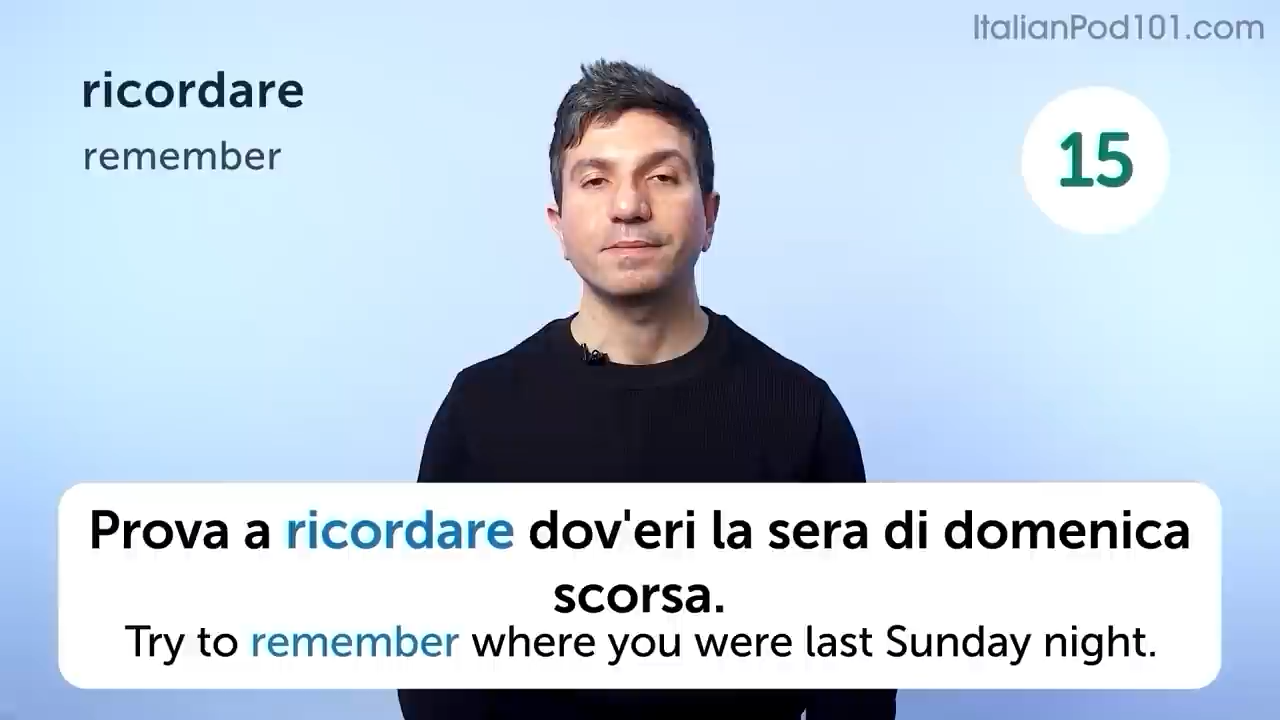 ItalianPod101.com
ricordare
remember
15
Prova a ricordare dov'eri la sera di domenica
scorsa.
Try to remember where you were last Sunday night.